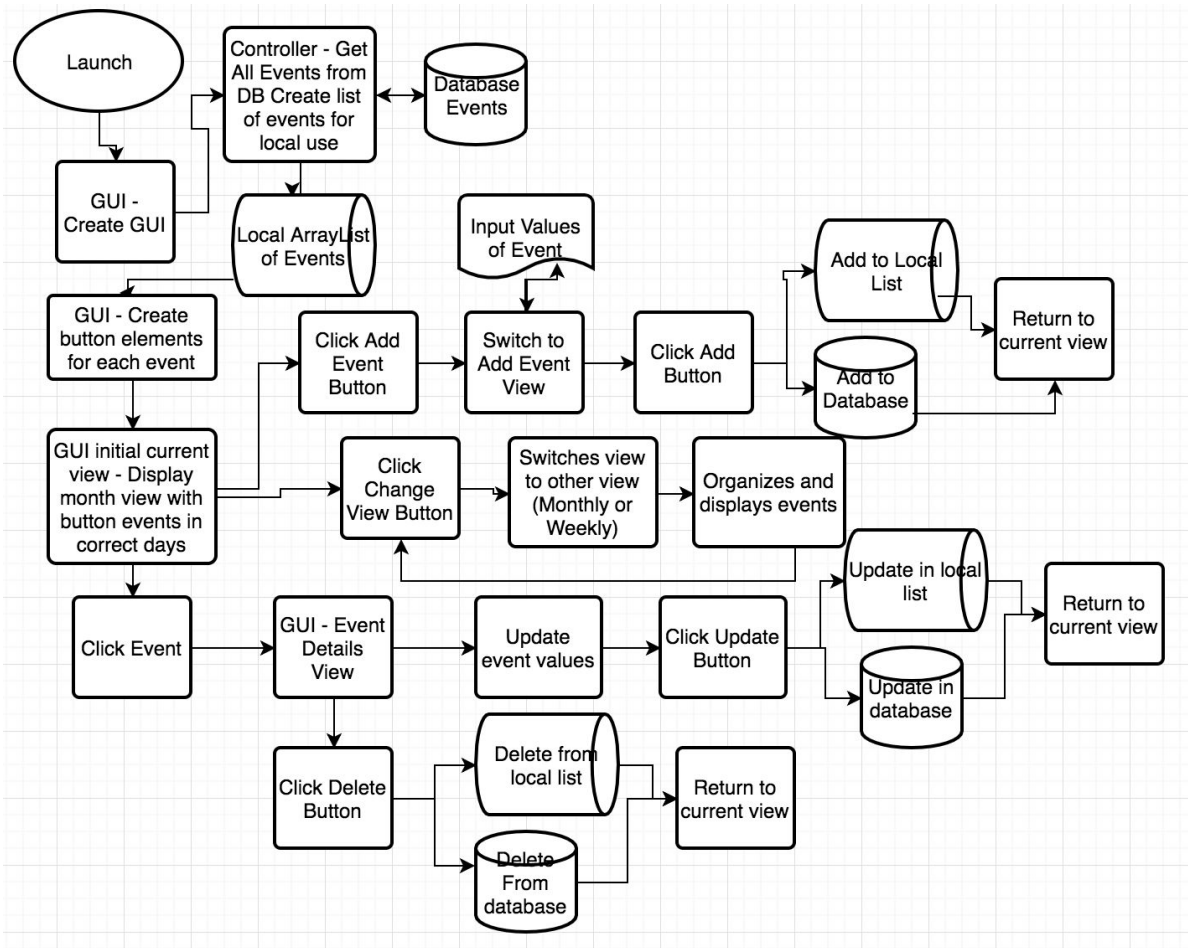 Launch
Controller - Get
All Events from
DB Create list
of events for
local use
Database
Events
GUI -
Create GUI
Local ArrayList
of Events
Input Values
of Event
Add to Local
List
Return to
current view
GUI - Create
button elements
for each event
Click Add
Event
Button
Switch to
Add Event
View
Click Add
Button
Add to
Database
GUI initial current
view - Display
month view with
button events in
correct days
Click
Change
View Button
Switches view
to other view
(Monthly or
Weekly)
Organizes and
displays events
Update in local
list
Return to
current view
Click Event
GUI - Event
Details
View
Update
event values
Click Update
Button
Update in
database
Click Delete
Button
Delete from
local list
Return to
current view
Delete
From
database